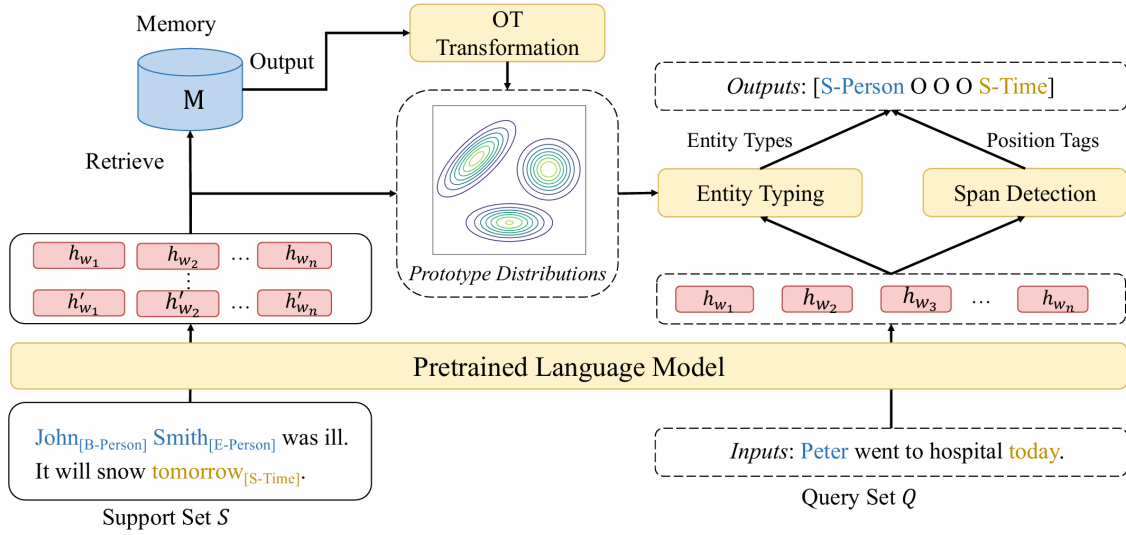 Memory
M
Output
OT
Transformation
Retrieve
Prototype Distributions
Outputs: [S-Person O O O S-Time]
Entity Types
Position Tags
Entity Typing
Span Detection
h_{w_1} h_{w_2} … h_{w_n}
⋮
h'_{w_1} h'_{w_2} … h'_{w_n}
h_{w_1} h_{w_2} h_{w_3} … h_{w_n}
Pretrained Language Model
John[B-Person] Smith[E-Person] was ill.
It will snow tomorrow[S-Time].
Support Set S
Inputs: Peter went to hospital today.
Query Set Q